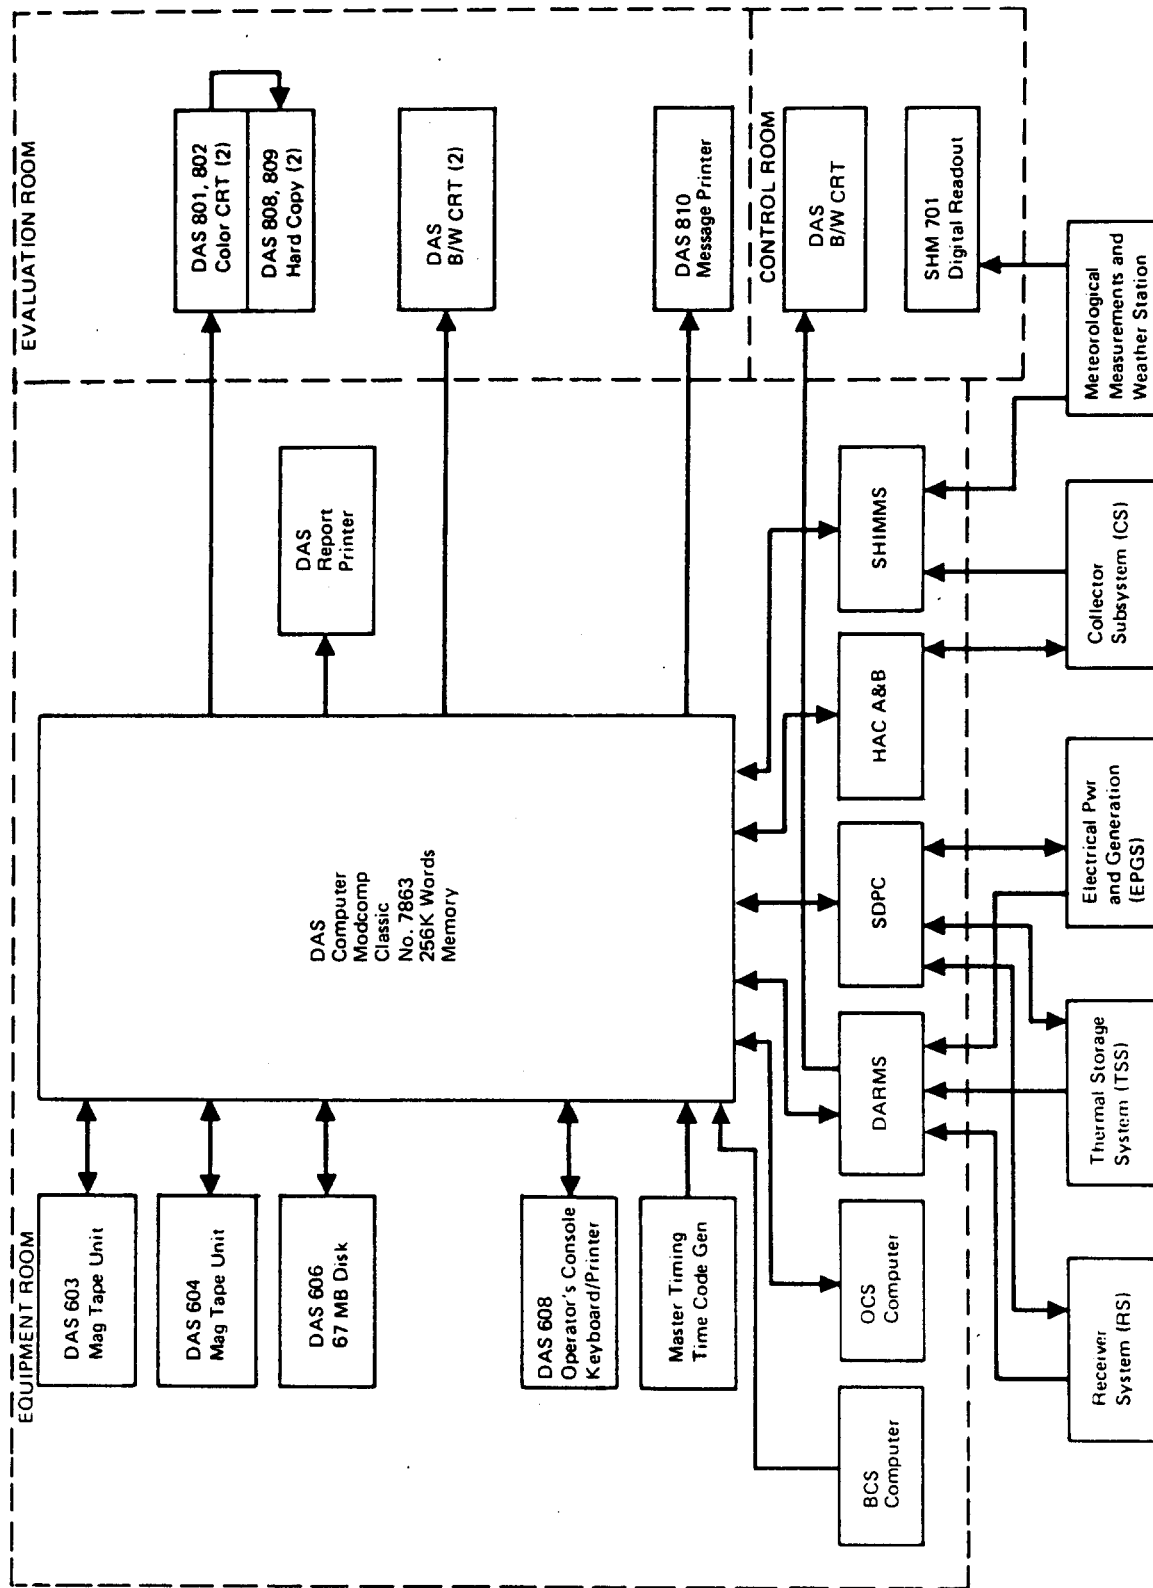 EQUIPMENT ROOM
DAS 603
Mag Tape Unit
DAS 604
Mag Tape Unit
DAS 606
67 MB Disk
DAS 608
Operator's Console
Keyboard/Printer
Master Timing
Time Code Gen
BCS
Computer
OCS
Computer
DAS
Computer
Modcomp
Classic
No. 7863
256K Words
Memory
DARMS
SDPC
HAC A&B
SHIMMS
DAS
Report
Printer
EVALUATION ROOM
DAS 801, 802
Color CRT (2)
DAS 808, 809
Hard Copy (2)
DAS
B/W CRT (2)
DAS 810
Message Printer
CONTROL ROOM
DAS
B/W CRT
SHM 701
Digital Readout
Receiver
System (RS)
Thermal Storage
System (TSS)
Electrical Pwr
and Generation
(EPGS)
Collector
Subsystem (CS)
Meteorological
Measurements and
Weather Station